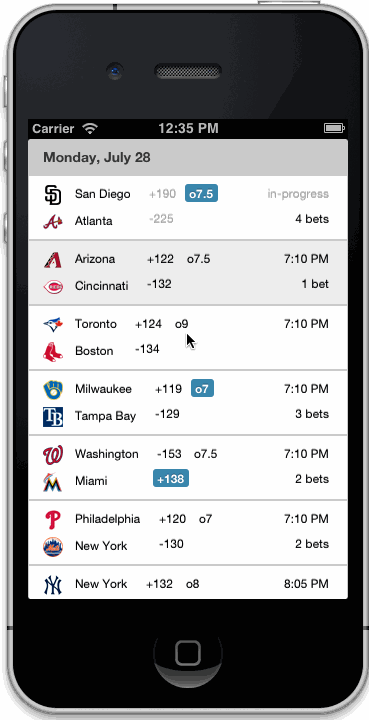 Carrier 12:35 PM
Monday, July 28
San Diego +190 o7.5 in-progress
Atlanta -225 4 bets
Arizona +122 o7.5 7:10 PM
Cincinnati -132 1 bet
Toronto +124 o9 7:10 PM
Boston -134
Milwaukee +119 o7 7:10 PM
Tampa Bay -129 3 bets
Washington -153 o7.5 7:10 PM
Miami +138 2 bets
Philadelphia +120 o7 7:10 PM
New York -130 2 bets
New York +132 o8 8:05 PM